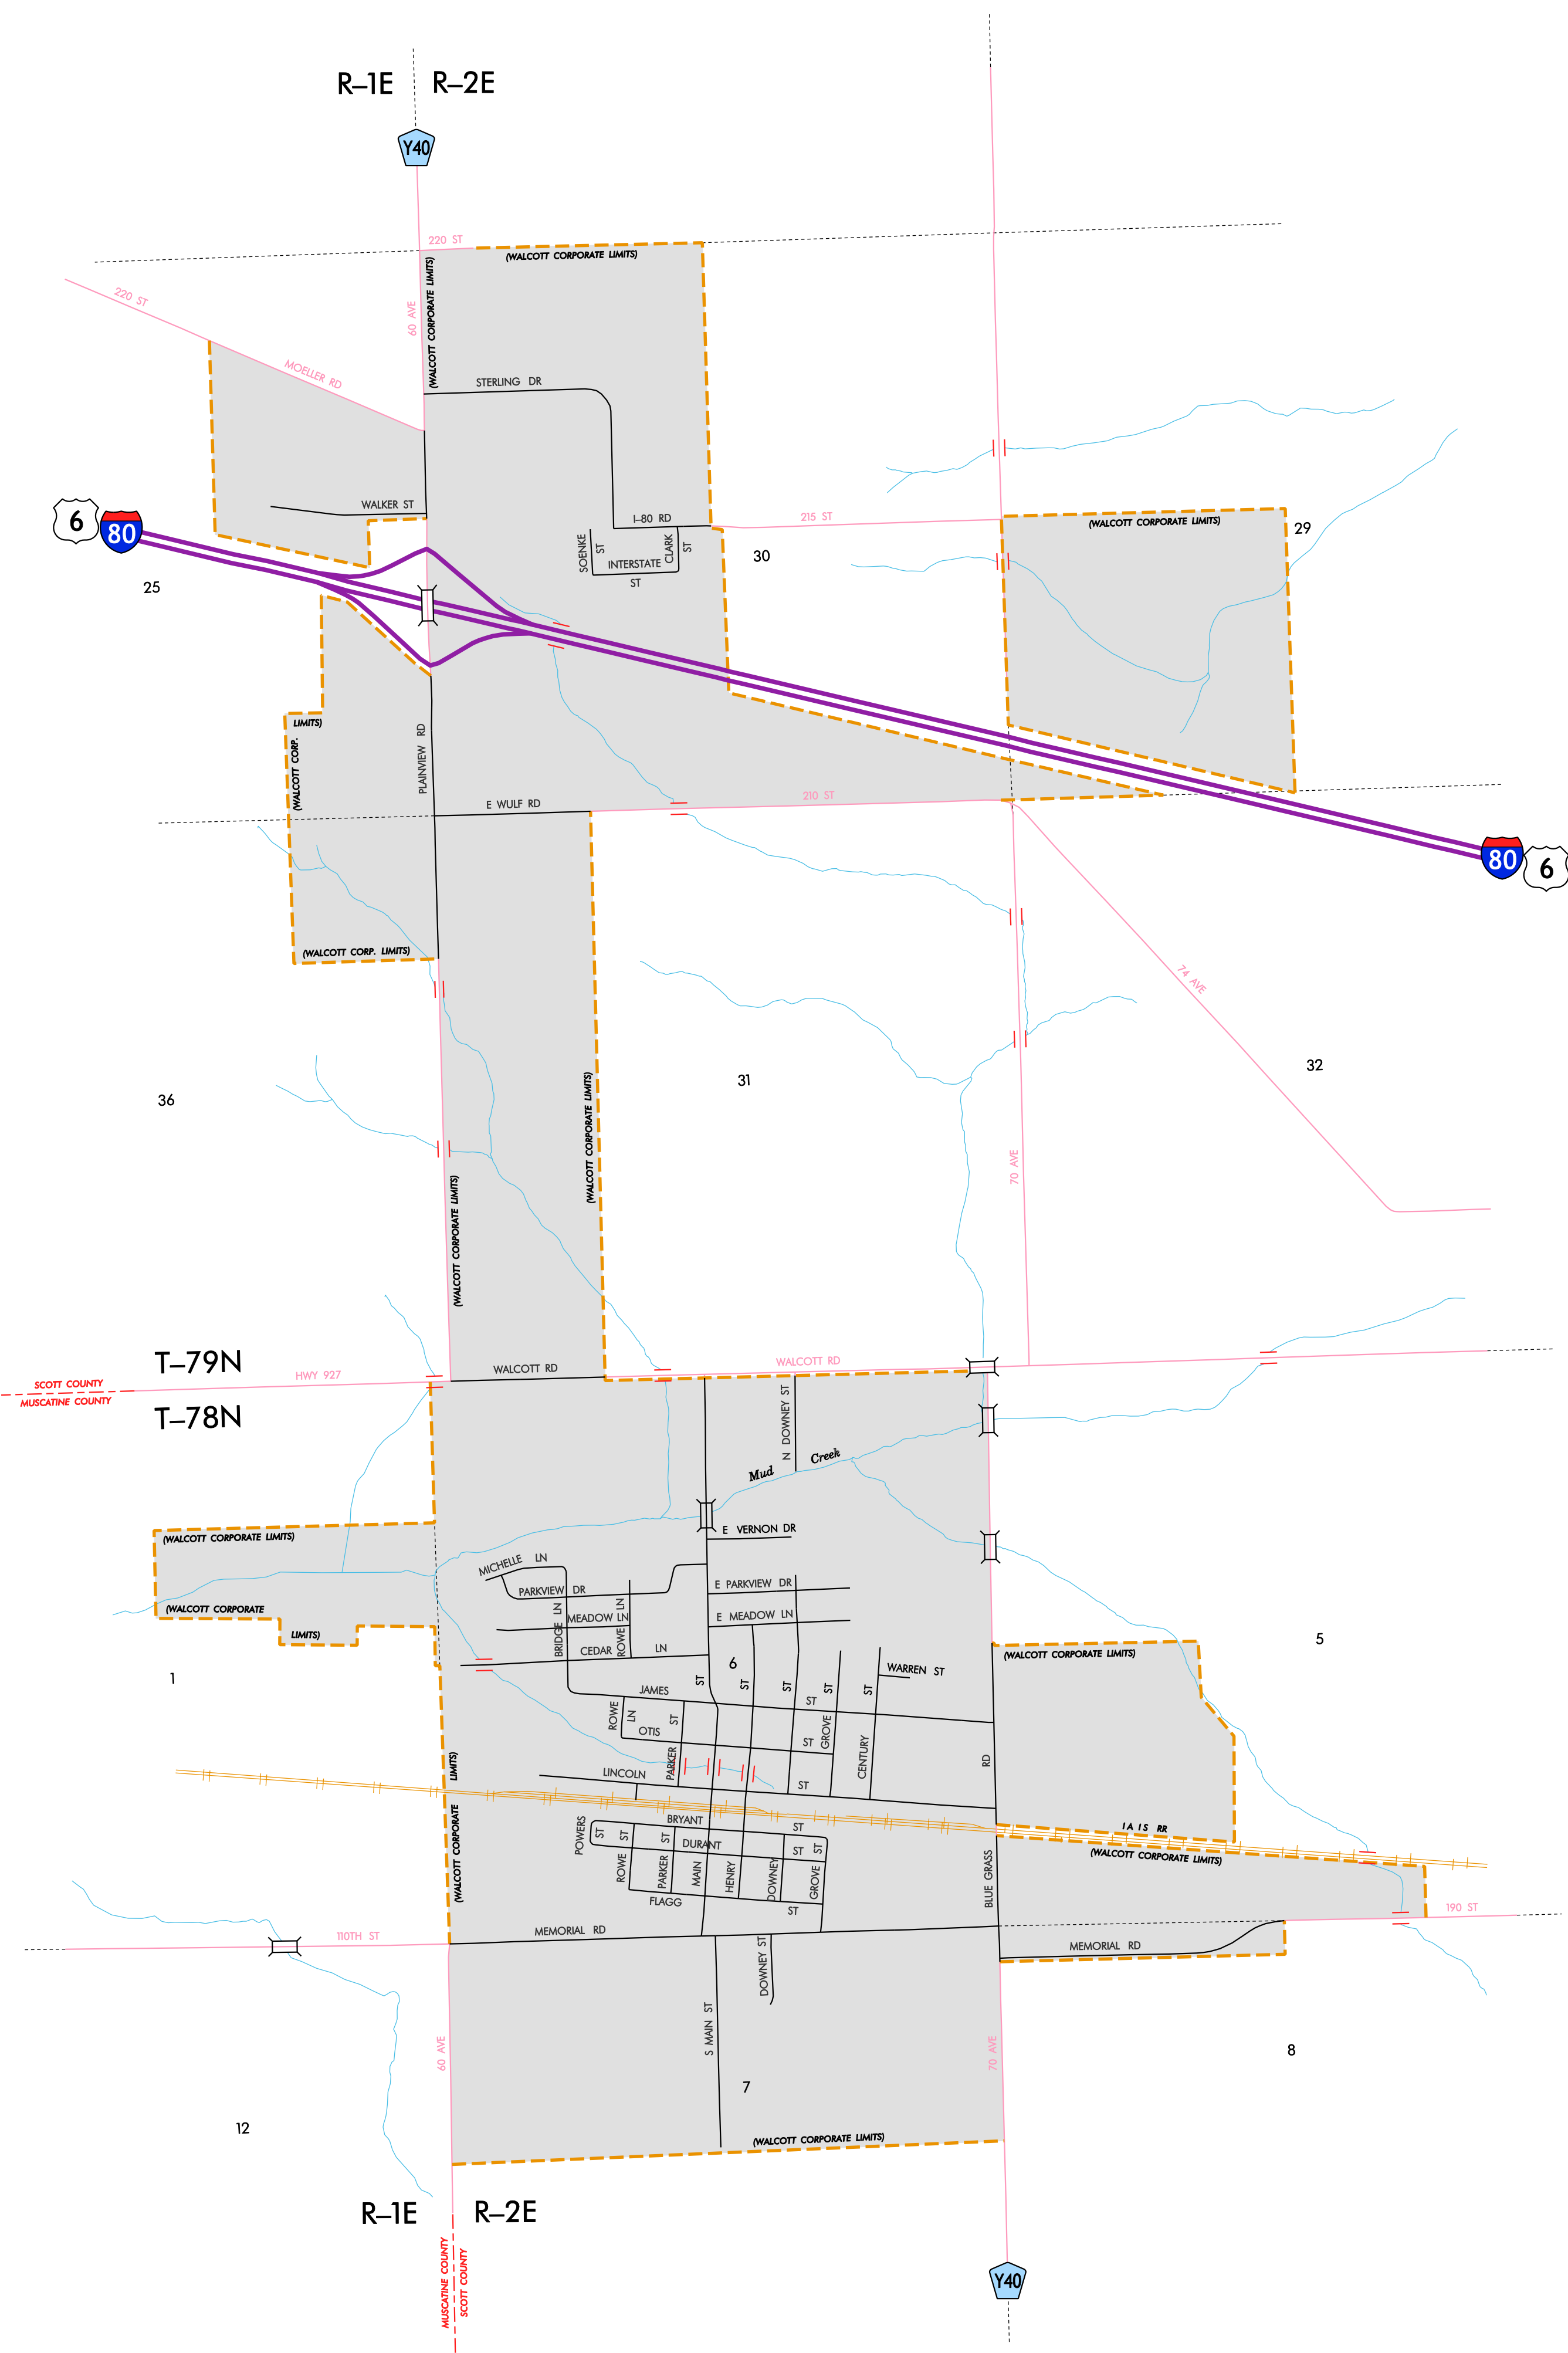 R–1E
R–2E
Y40
220 ST
(WALCOTT CORPORATE LIMITS)
(WALCOTT CORPORATE LIMITS)
60 AVE
220 ST
MOELLER RD
STERLING DR
WALKER ST
I–80 RD
215 ST
(WALCOTT CORPORATE LIMITS)
29
6
80
SOENKE ST
CLARK ST
INTERSTATE ST
30
25
LIMITS)
(WALCOTT CORP.
PLAINVIEW RD
E WULF RD
210 ST
80
6
(WALCOTT CORP. LIMITS)
74 AVE
36
31
32
(WALCOTT CORPORATE LIMITS)
(WALCOTT CORPORATE LIMITS)
70 AVE
T–79N
SCOTT COUNTY
MUSCATINE COUNTY
HWY 927
WALCOTT RD
WALCOTT RD
T–78N
N DOWNEY ST
Mud Creek
(WALCOTT CORPORATE LIMITS)
E VERNON DR
MICHELLE LN
PARKVIEW DR
E PARKVIEW DR
(WALCOTT CORPORATE
LIMITS)
BRIDGE LN
MEADOW LN
ROWE LN
E MEADOW LN
CEDAR LN
6
5
1
WARREN ST
(WALCOTT CORPORATE LIMITS)
ST
ST
ST
ST
ST
JAMES ST
ROWE LN
PARKER ST
OTIS ST
GROVE
CENTURY
RD
LIMITS)
(WALCOTT CORPORATE
LINCOLN ST
IAIS RR
POWERS ST
BRYANT ST
DURANT ST
ST
ST
ST
ROWE
PARKER
MAIN
HENRY
DOWNEY
GROVE
FLAGG ST
BLUE GRASS
(WALCOTT CORPORATE LIMITS)
190 ST
110TH ST
MEMORIAL RD
MEMORIAL RD
DOWNEY ST
S MAIN ST
60 AVE
70 AVE
7
8
12
(WALCOTT CORPORATE LIMITS)
R–1E
R–2E
MUSCATINE COUNTY
SCOTT COUNTY
Y40